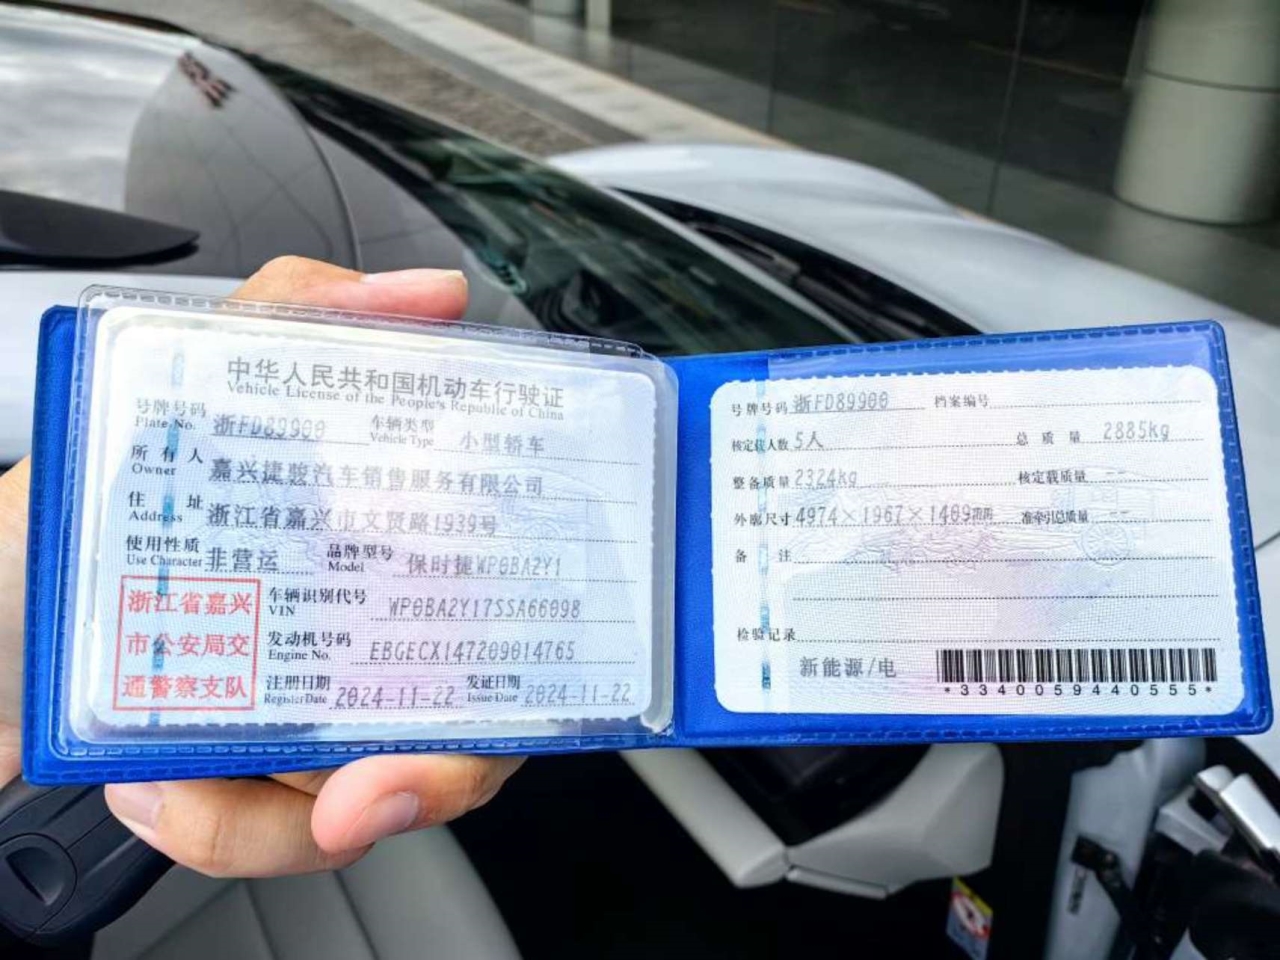 中华人民共和国机动车行驶证
Vehicle License of the People's Republic of China
号牌号码 浙FD89900 车辆类型 小型轿车
Plate No. Vehicle Type
所有人 嘉兴捷骏汽车销售服务有限公司
Owner
住址 浙江省嘉兴市文贤路1939号
Address
使用性质 非营运 品牌型号 保时捷WP0BA2Y1
Use Character Model
浙江省嘉兴
市公安局交
通警察支队
车辆识别代号 WP0BA2Y17SSA66098
VIN
发动机号码 EBGECX147209014765
Engine No.
注册日期 2024-11-22 发证日期 2024-11-22
Register Date Issue Date
号牌号码 浙FD89900 档案编号
核定载人数 5人 总质量 2885kg
整备质量 2324kg 核定载质量 --
外廓尺寸 4974×1967×1409mm 准牵引总质量 --
备注
检验记录
新能源/电
*3340059440555*